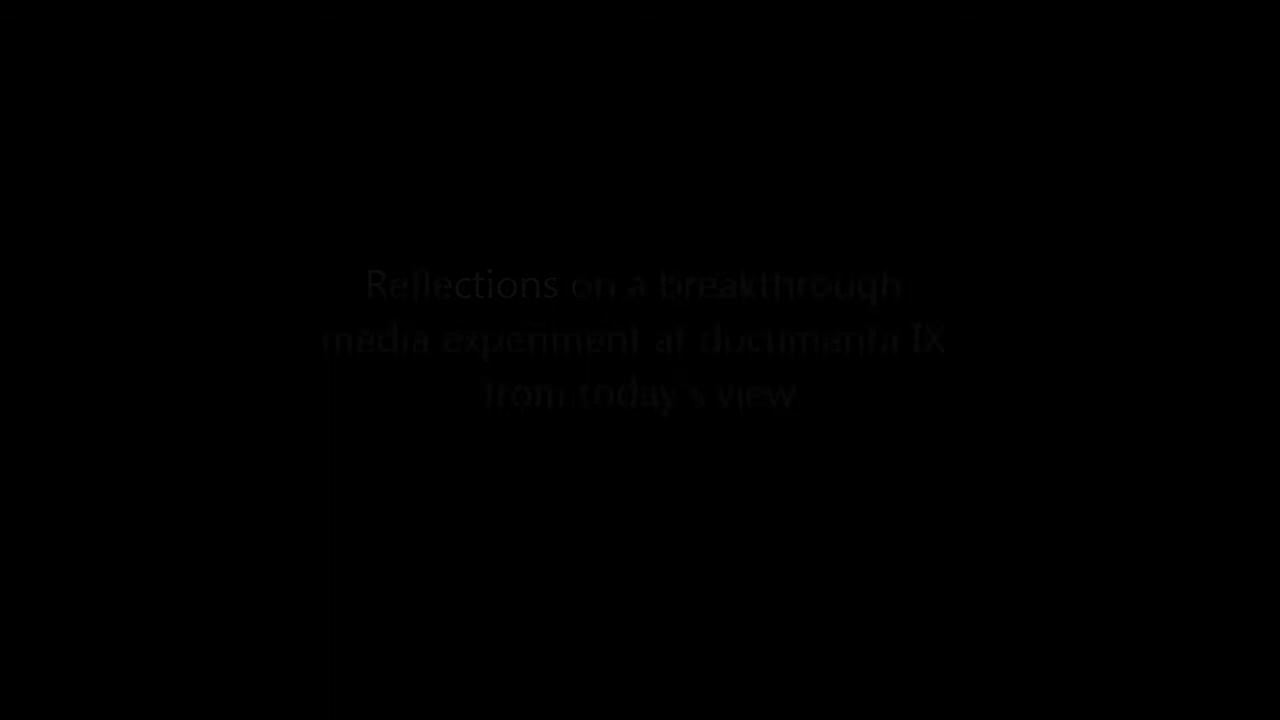 Reflections on a breakthrough
media experiment at documenta IX
from today's view